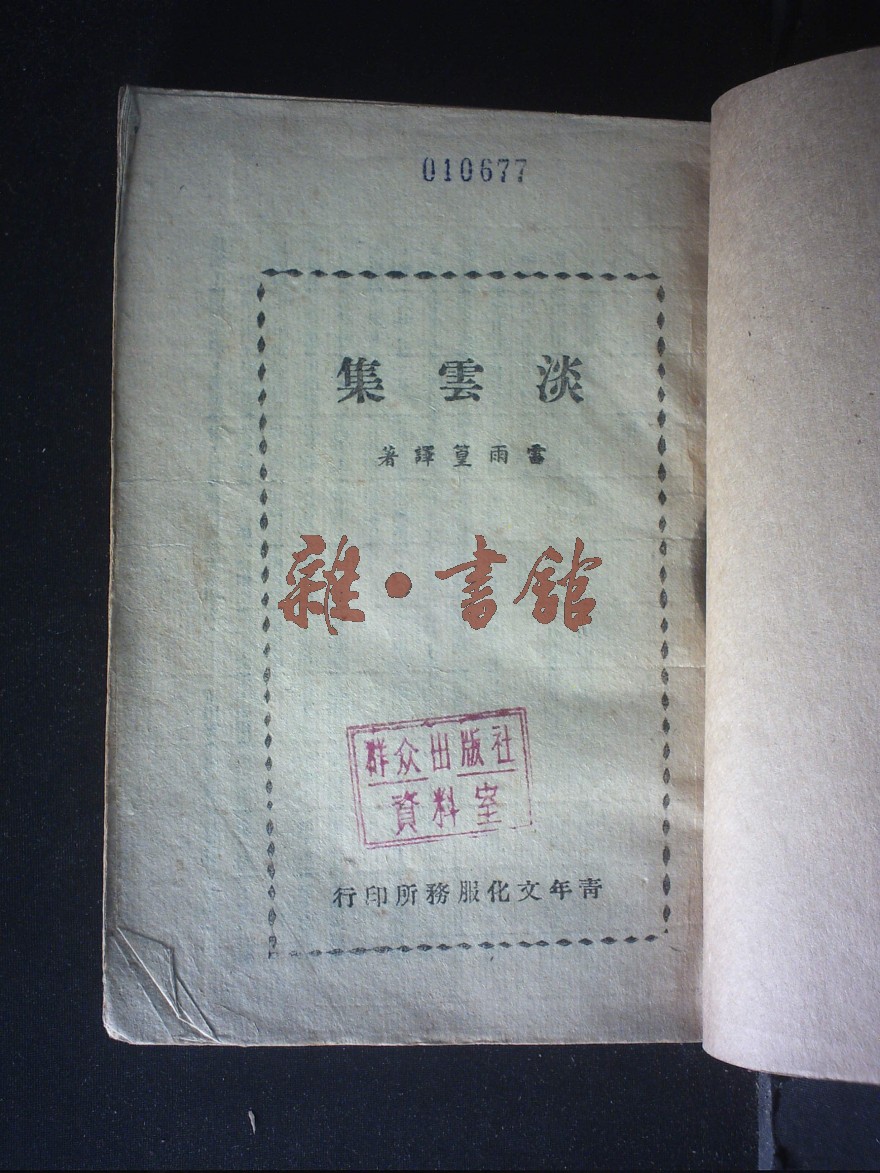 010677
淡雲集
雷雨篁譯著
雜·書館
群众出版社
資料室
青年文化服務所印行